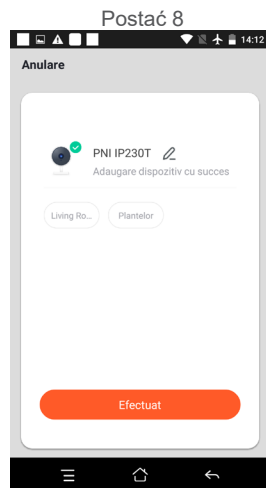 Postać 8
14:12
Anulare
PNI IP230T
Adaugare dispozitiv cu succes
Living Ro...
Plantelor
Efectuat